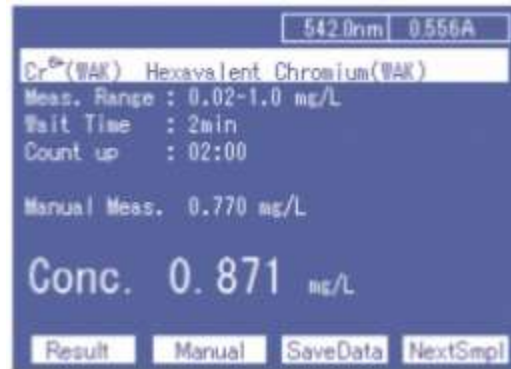 542.0nm 0.556A
Cr⁶⁺(WAK) Hexavalent Chromium(WAK)
Meas. Range : 0.02-1.0 mg/L
Wait Time : 2min
Count up : 02:00
Manual Meas. 0.770 mg/L
Conc. 0.871 mg/L
Result Manual SaveData NextSmpl